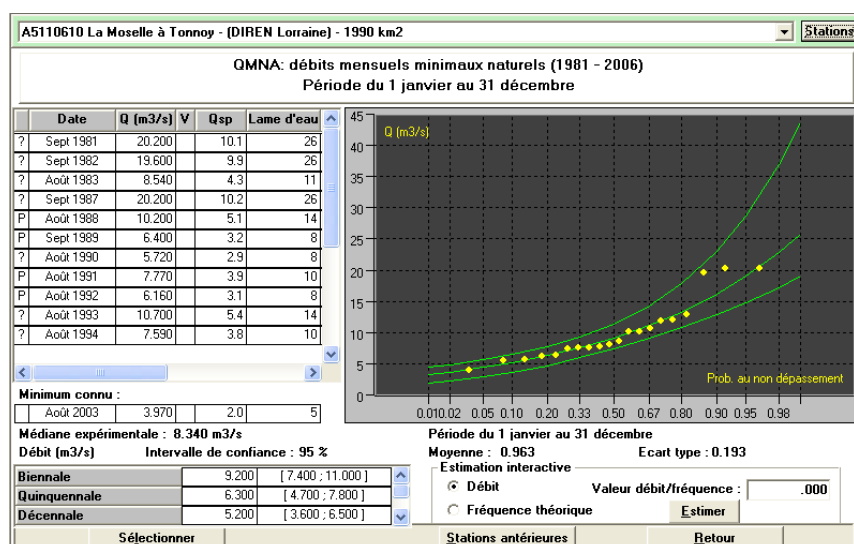 A5110610 La Moselle à Tonnoy - (DIREN Lorraine) - 1990 km2 Stations
QMNA: débits mensuels minimaux naturels (1981 - 2006)
Période du 1 janvier au 31 décembre
Date Q (m3/s) V Qsp Lame d'eau
? Sept 1981 20.200 10.1 26
? Sept 1982 19.600 9.9 26
? Août 1983 8.540 4.3 11
? Sept 1987 20.200 10.2 26
P Août 1988 10.200 5.1 14
P Sept 1989 6.400 3.2 8
? Août 1990 5.720 2.9 8
P Août 1991 7.770 3.9 10
P Août 1992 6.160 3.1 8
? Août 1993 10.700 5.4 14
? Août 1994 7.590 3.8 10
Minimum connu :
Août 2003 3.970 2.0 5
Médiane expérimentale : 8.340 m3/s
Débit (m3/s) Intervalle de confiance : 95 %
Biennale 9.200 [ 7.400 ; 11.000 ]
Quinquennale 6.300 [ 4.700 ; 7.800 ]
Décennale 5.200 [ 3.600 ; 6.500 ]
45
Q (m3/s)
40
35
30
25
20
15
10
5
0
Prob. au non dépassement
0.01 0.02 0.05 0.10 0.20 0.33 0.50 0.67 0.80 0.90 0.95 0.98
Période du 1 janvier au 31 décembre
Moyenne : 0.963 Ecart type : 0.193
Estimation interactive
Débit Valeur débit/fréquence : .000
Fréquence théorique Estimer
Sélectionner Stations antérieures Retour